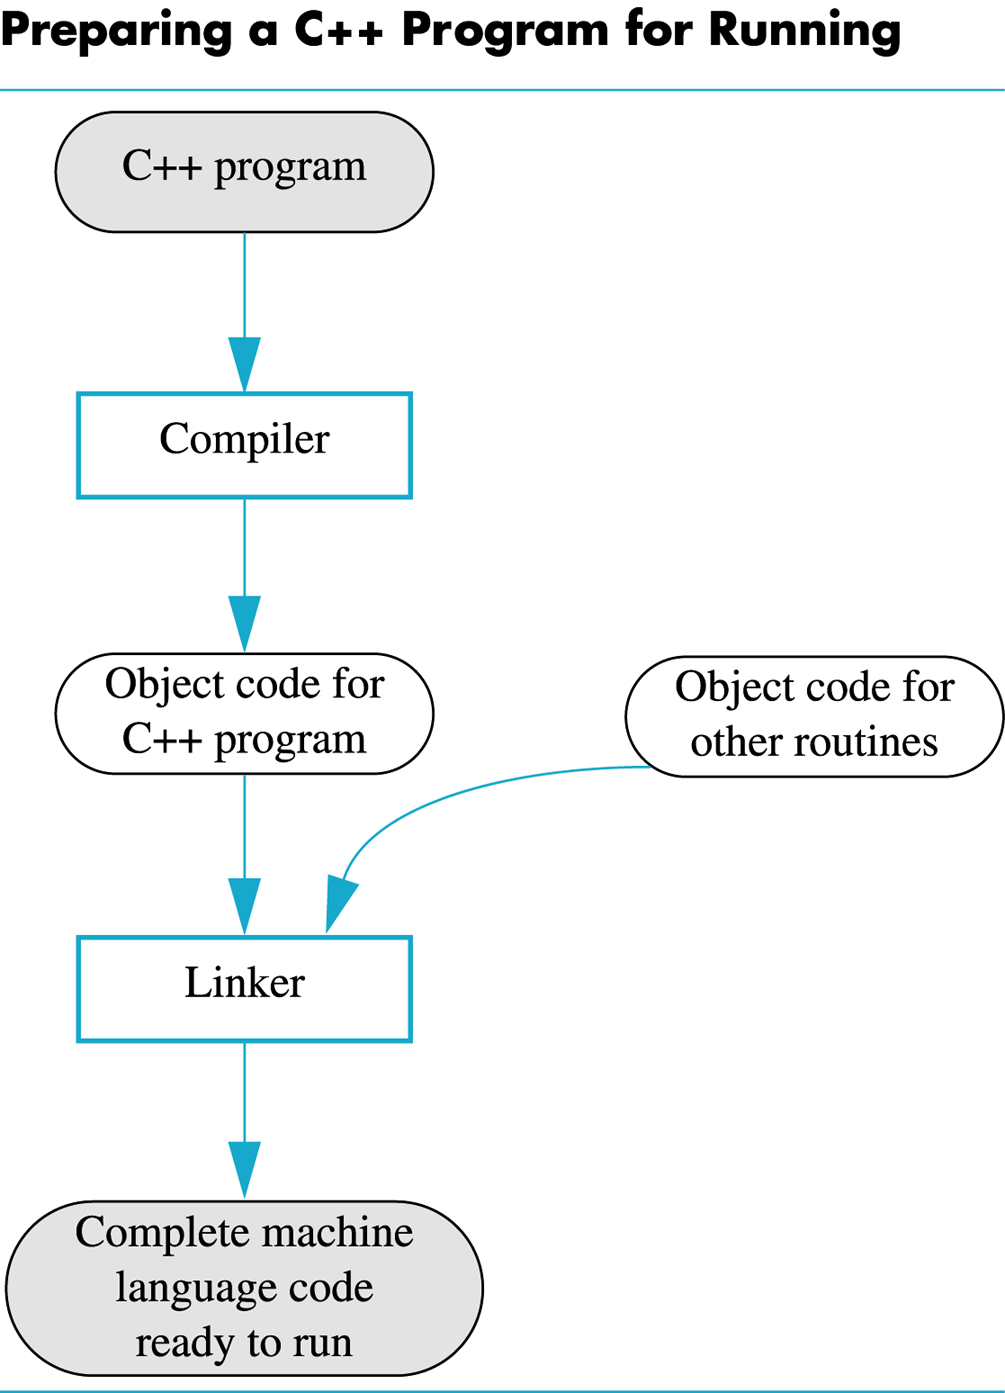 Preparing a C++ Program for Running
C++ program
Compiler
Object code for
C++ program
Object code for
other routines
Linker
Complete machine
language code
ready to run